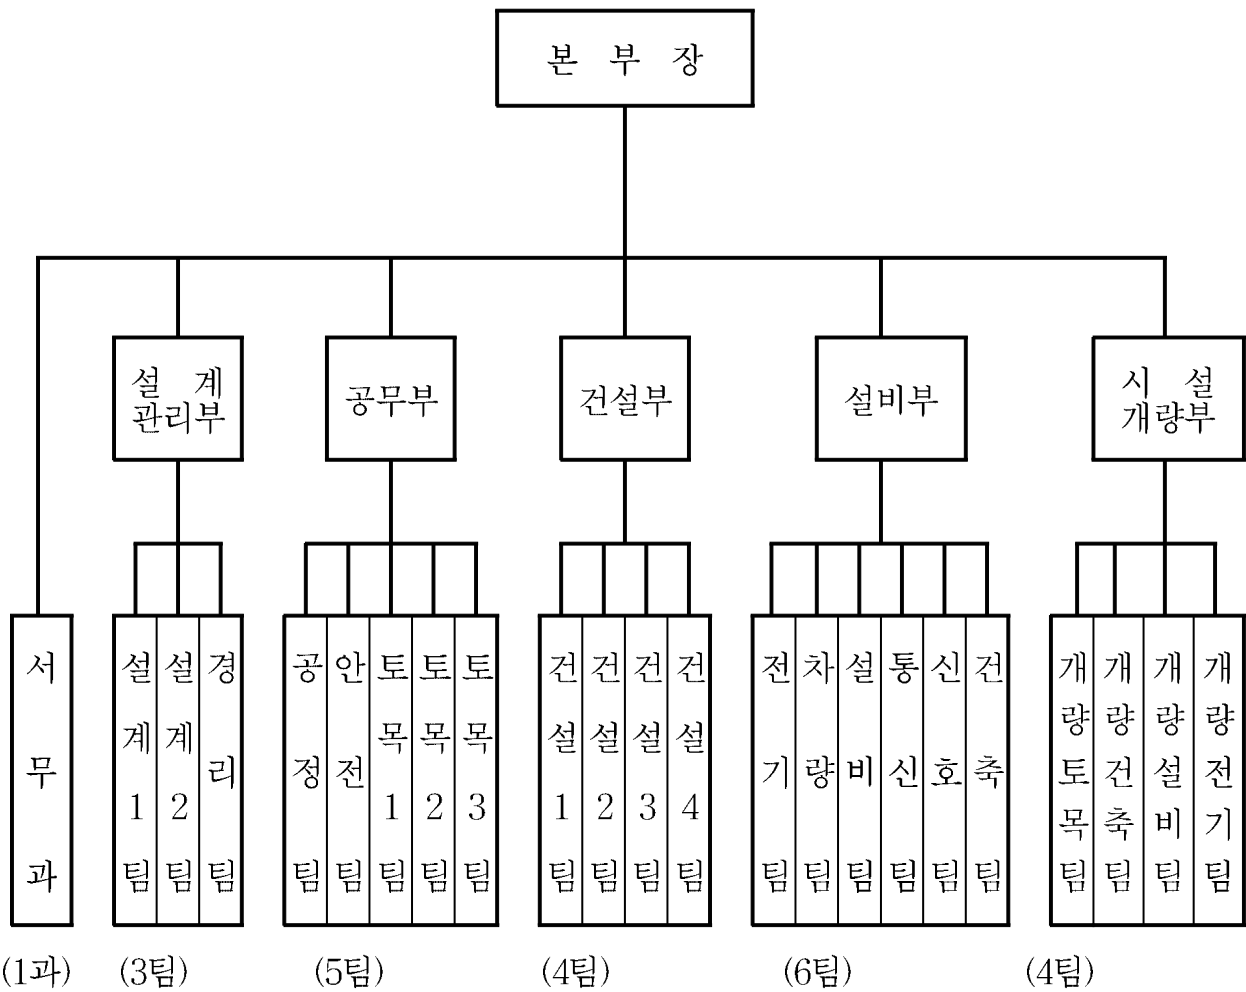 본 부 장
설 계
관리부
공무부
건설부
설비부
시 설
개량부
서무과
설계1팀
설계2팀
경리팀
공정팀
안전팀
토목1팀
토목2팀
토목3팀
건설1팀
건설2팀
건설3팀
건설4팀
전기팀
차량팀
설비팀
통신팀
신호팀
건축팀
개량토목팀
개량건축팀
개량설비팀
개량전기팀
(1과)
(3팀)
(5팀)
(4팀)
(6팀)
(4팀)